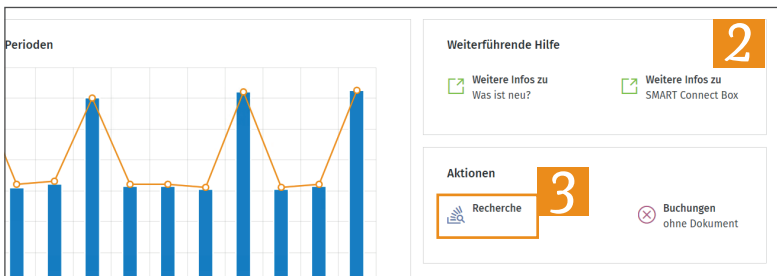 Perioden
Weiterführende Hilfe
2
Weitere Infos zu
Was ist neu?
Weitere Infos zu
SMART Connect Box
Aktionen
3
Recherche
Buchungen
ohne Dokument